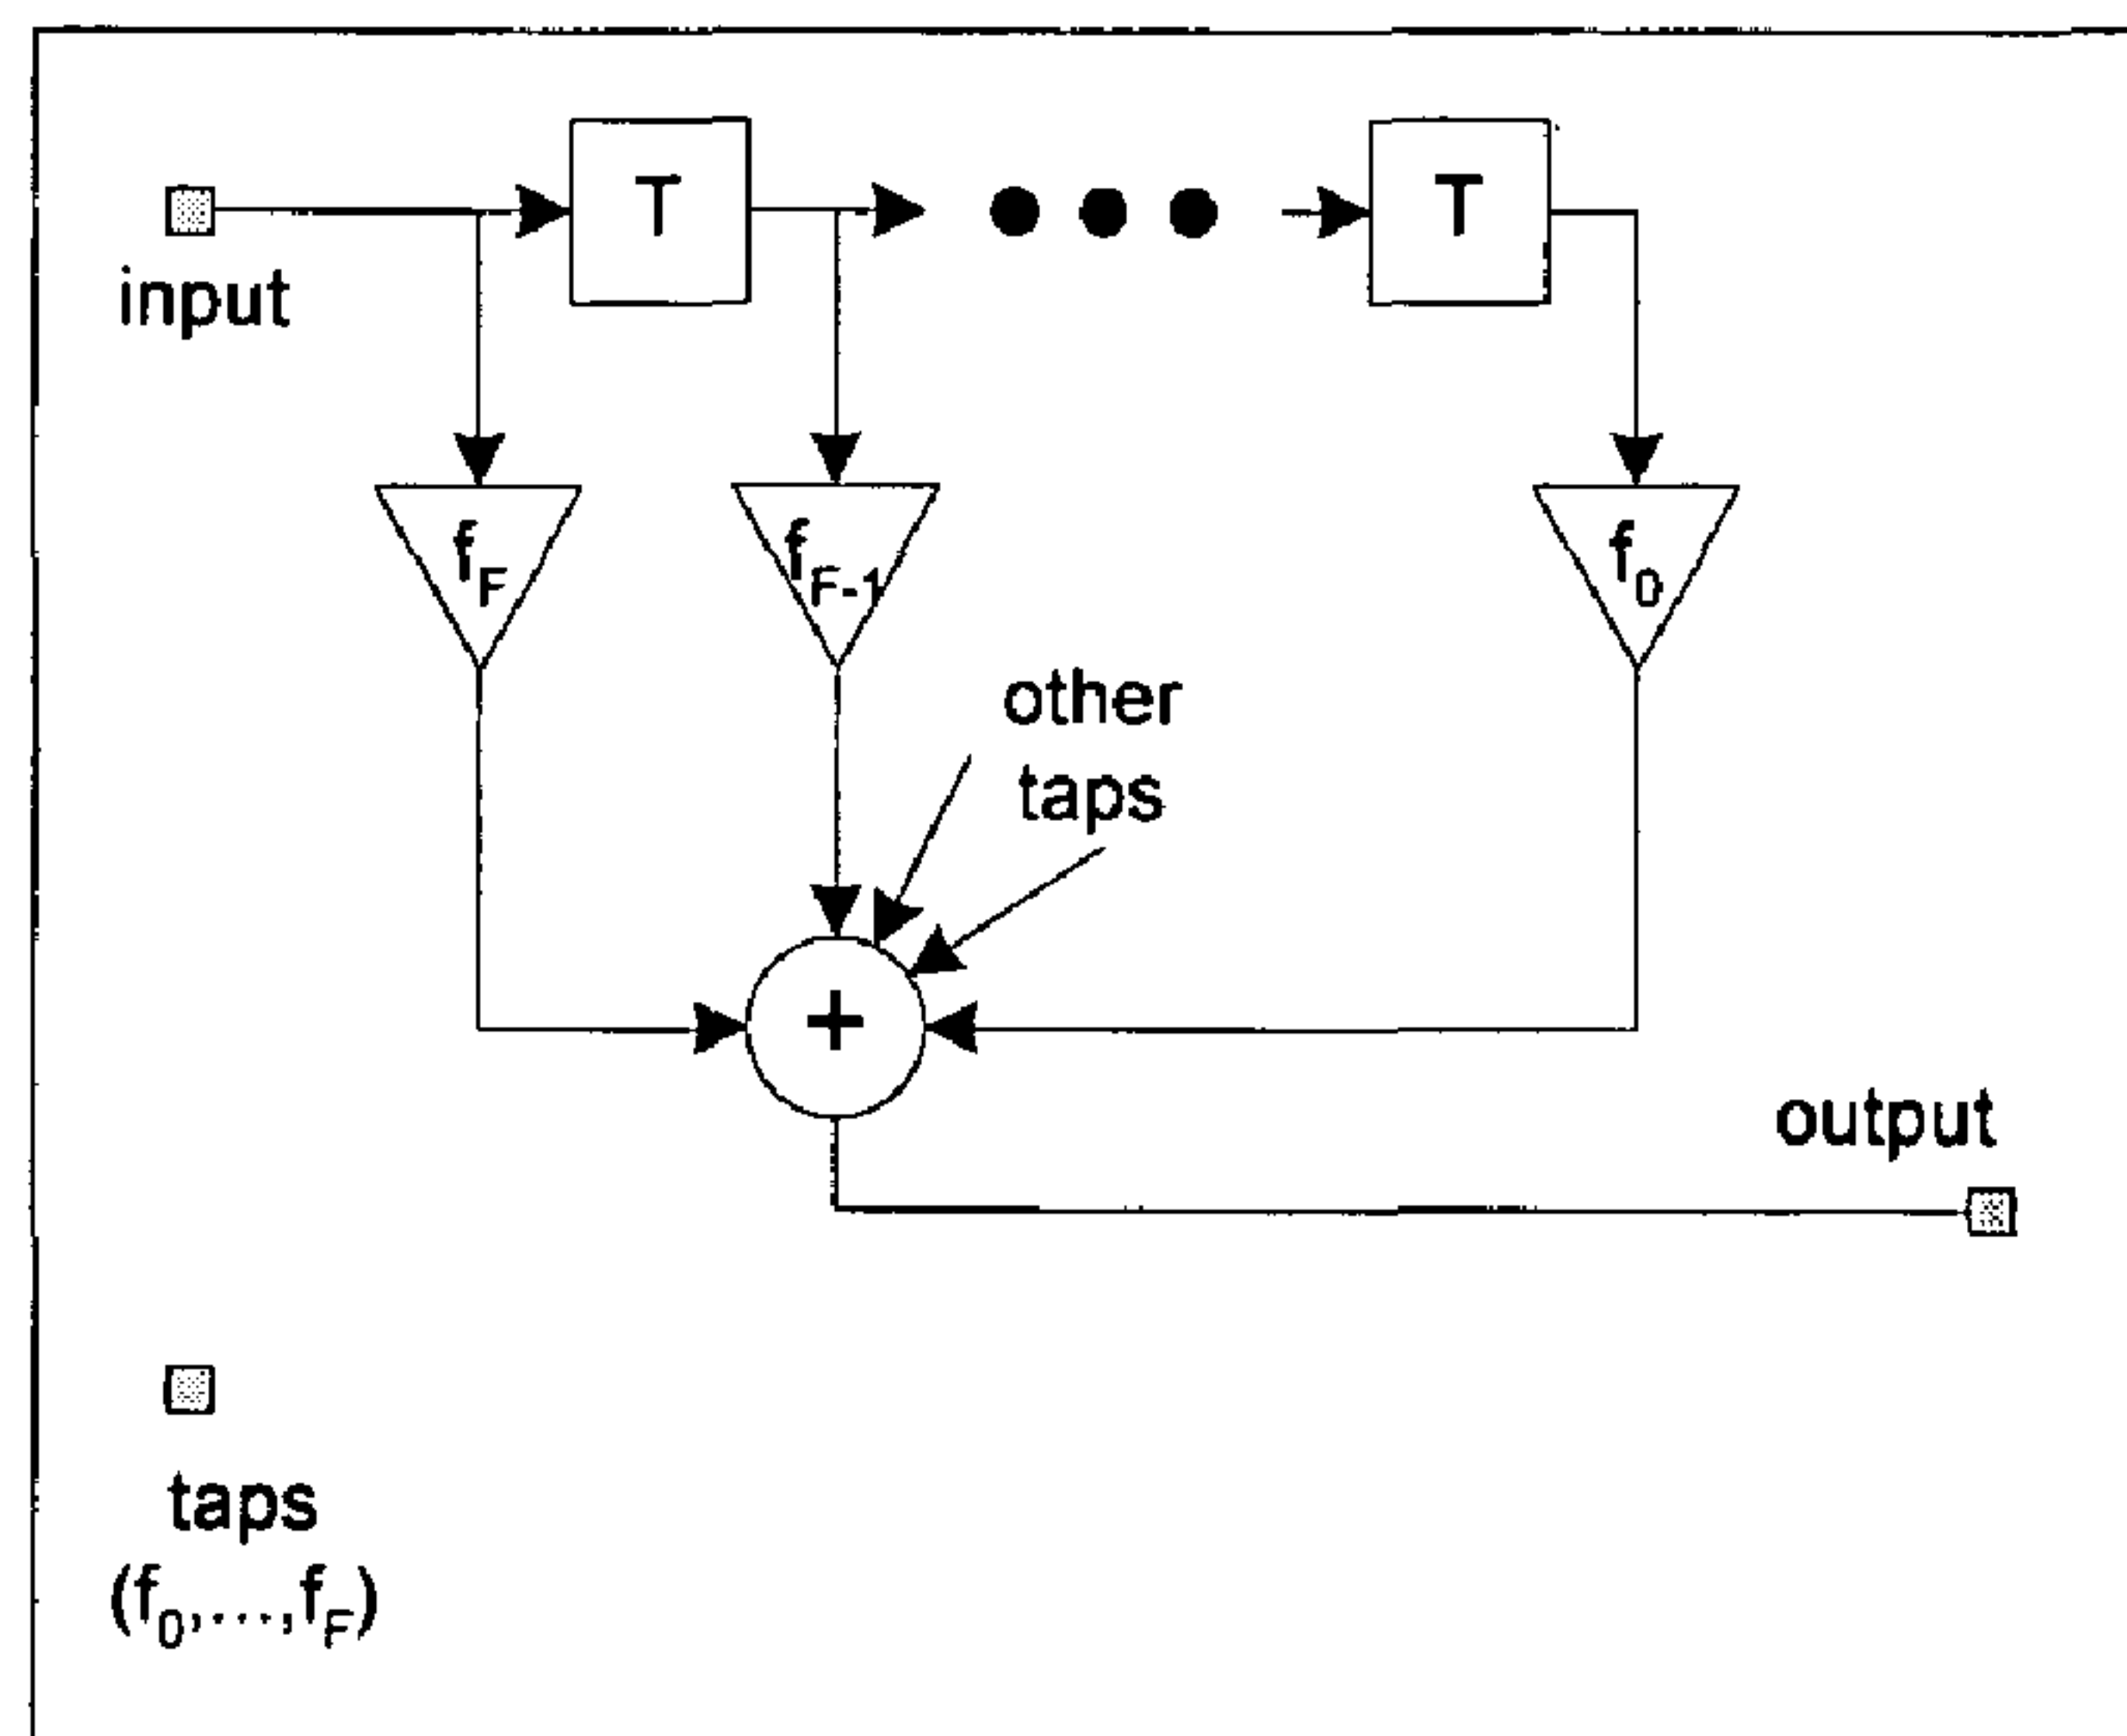 T
T
input
f_F
f_F-1
f_0
other
taps
+
output
taps
(f_0,...,f_F)